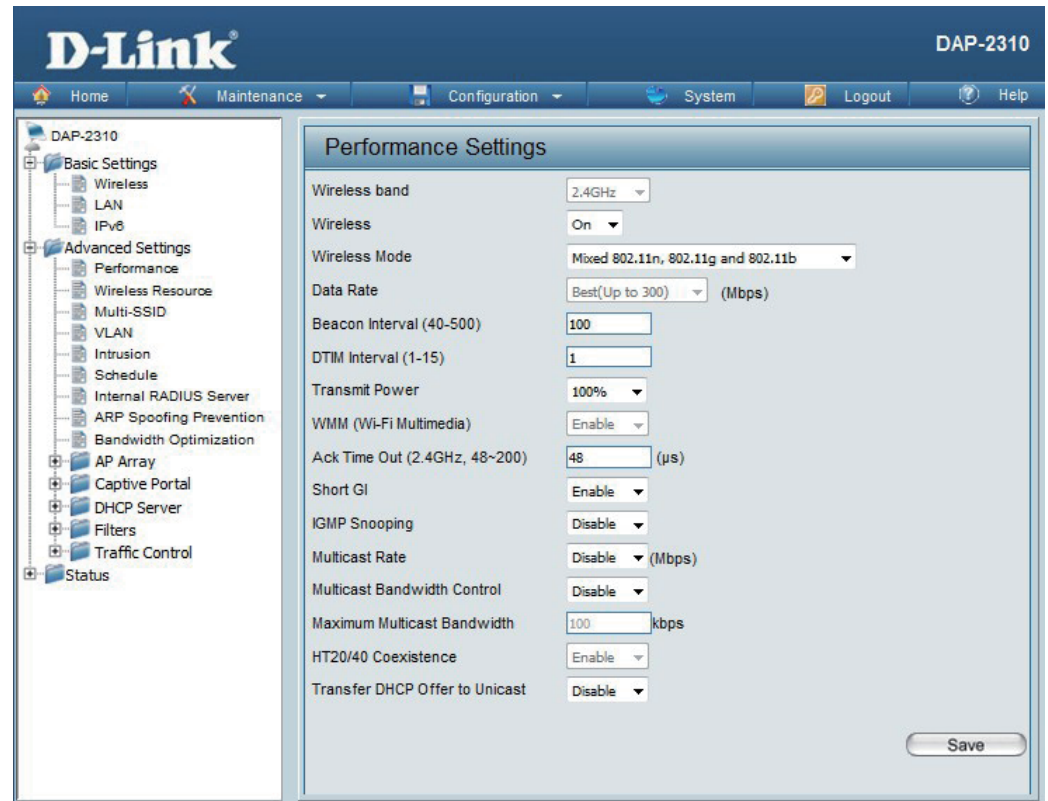 D-Link®
DAP-2310
Home Maintenance Configuration System Logout Help
DAP-2310
Basic Settings
Wireless
LAN
IPv6
Advanced Settings
Performance
Wireless Resource
Multi-SSID
VLAN
Intrusion
Schedule
Internal RADIUS Server
ARP Spoofing Prevention
Bandwidth Optimization
AP Array
Captive Portal
DHCP Server
Filters
Traffic Control
Status
Performance Settings
Wireless band 2.4GHz
Wireless On
Wireless Mode Mixed 802.11n, 802.11g and 802.11b
Data Rate Best(Up to 300) (Mbps)
Beacon Interval (40-500) 100
DTIM Interval (1-15) 1
Transmit Power 100%
WMM (Wi-Fi Multimedia) Enable
Ack Time Out (2.4GHz, 48~200) 48 (μs)
Short GI Enable
IGMP Snooping Disable
Multicast Rate Disable (Mbps)
Multicast Bandwidth Control Disable
Maximum Multicast Bandwidth 100 kbps
HT20/40 Coexistence Enable
Transfer DHCP Offer to Unicast Disable
Save